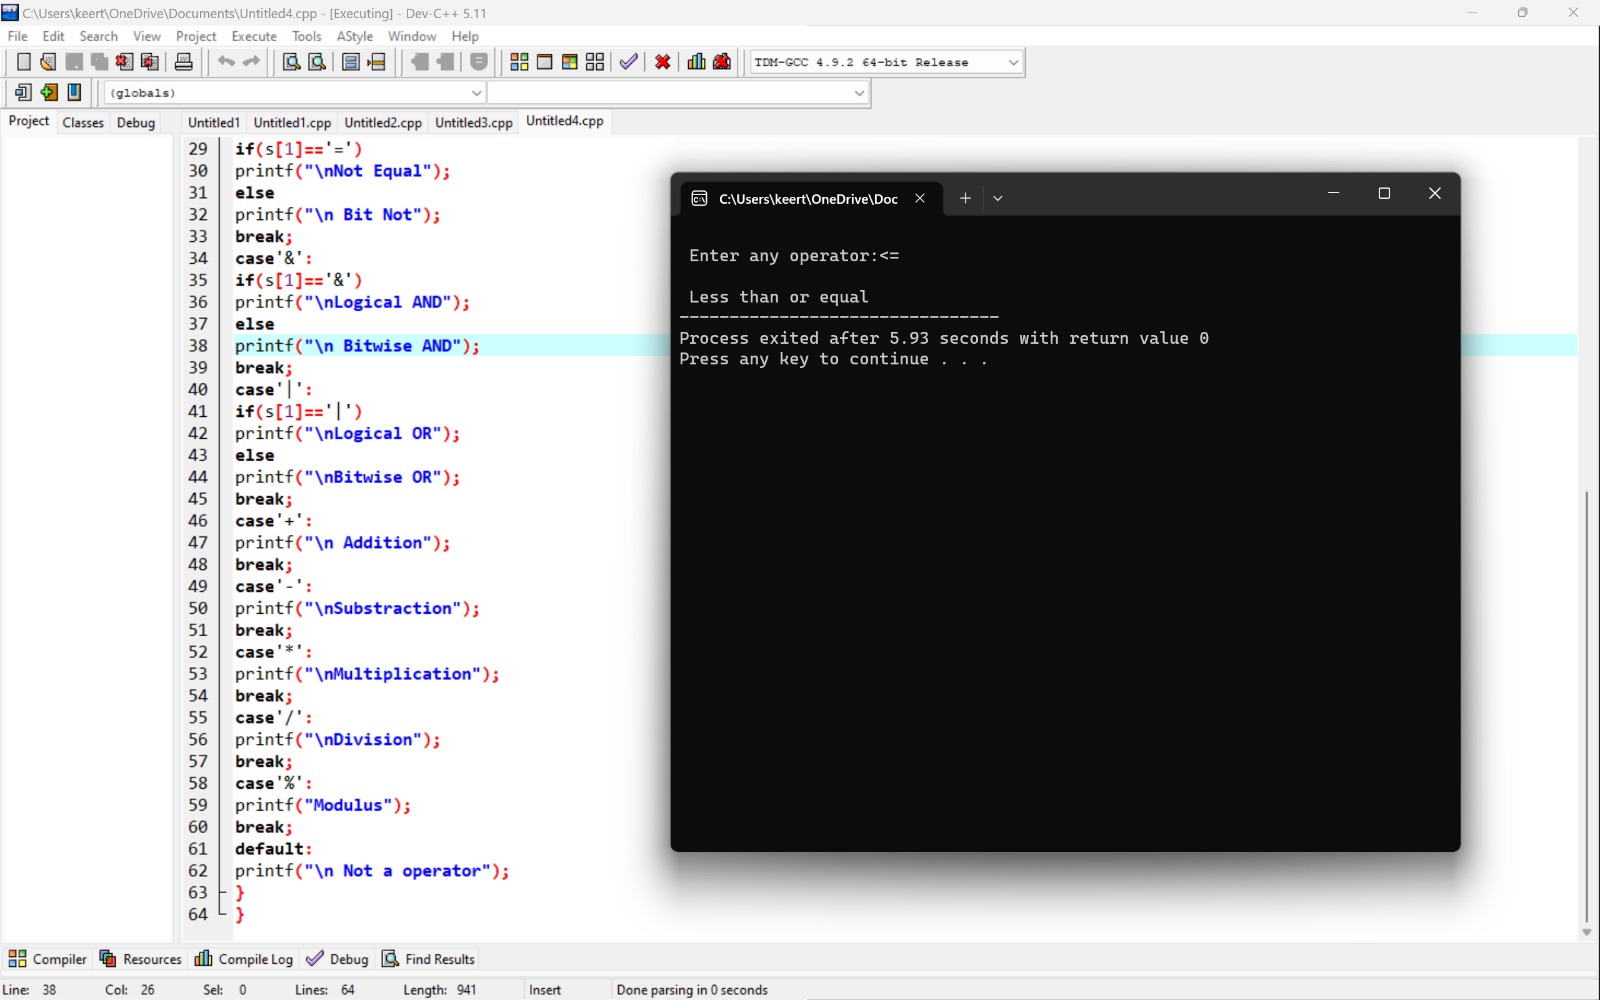 C:\Users\keert\OneDrive\Documents\Untitled4.cpp - [Executing] - Dev-C++ 5.11
File Edit Search View Project Execute Tools AStyle Window Help
TDM-GCC 4.9.2 64-bit Release
(globals)
Project Classes Debug
Untitled1 Untitled1.cpp Untitled2.cpp Untitled3.cpp Untitled4.cpp
29 if(s[1]=='=')
30 printf("\nNot Equal");
31 else
32 printf("\n Bit Not");
33 break;
34 case'&':
35 if(s[1]=='&')
36 printf("\nLogical AND");
37 else
38 printf("\n Bitwise AND");
39 break;
40 case'|':
41 if(s[1]=='|')
42 printf("\nLogical OR");
43 else
44 printf("\nBitwise OR");
45 break;
46 case'+':
47 printf("\n Addition");
48 break;
49 case'-':
50 printf("\nSubstraction");
51 break;
52 case'*':
53 printf("\nMultiplication");
54 break;
55 case'/':
56 printf("\nDivision");
57 break;
58 case'%':
59 printf("Modulus");
60 break;
61 default:
62 printf("\n Not a operator");
63 }
64 }
C:\Users\keert\OneDrive\Doc
Enter any operator:<=
Less than or equal
--------------------------------
Process exited after 5.93 seconds with return value 0
Press any key to continue . . .
Compiler Resources Compile Log Debug Find Results
Line: 38 Col: 26 Sel: 0 Lines: 64 Length: 941 Insert Done parsing in 0 seconds